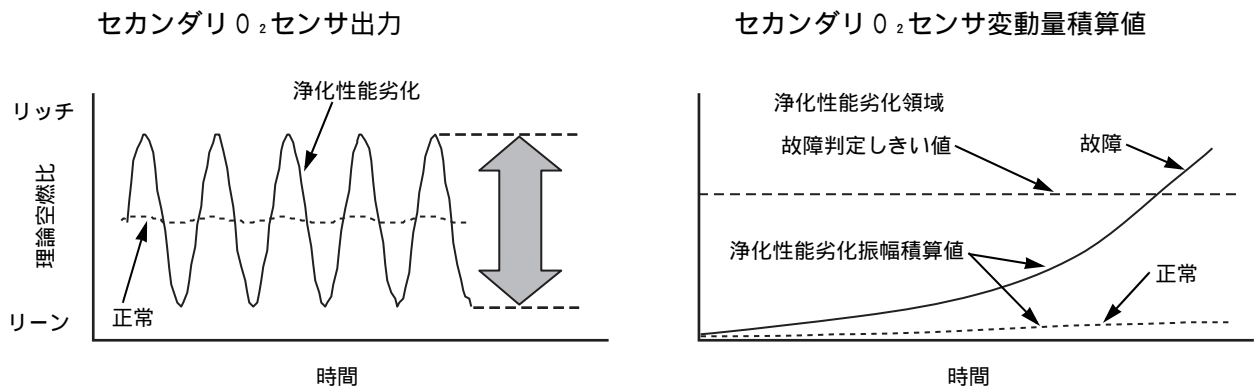 セカンダリO₂センサ出力
リッチ
浄化性能劣化
理論空燃比
正常
リーン
時間
セカンダリO₂センサ変動量積算値
浄化性能劣化領域
故障判定しきい値
故障
浄化性能劣化振幅積算値
正常
時間